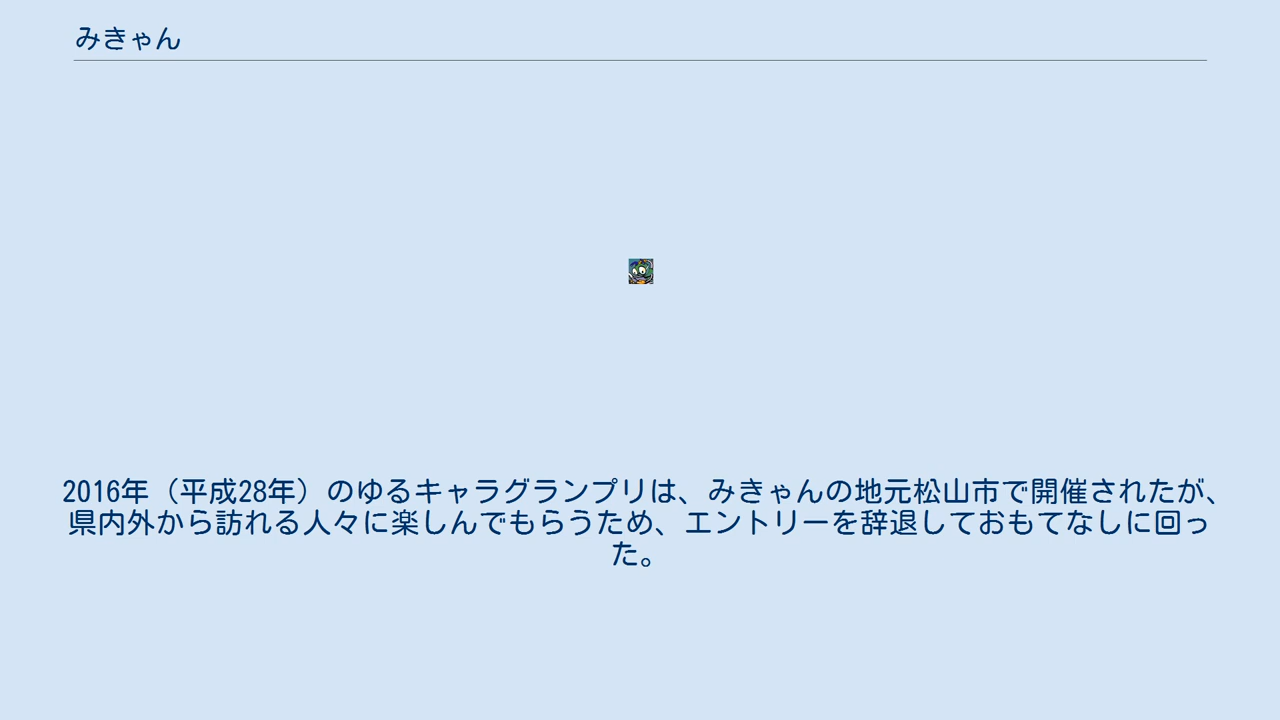 みきゃん
2016年（平成28年）のゆるキャラグランプリは、みきゃんの地元松山市で開催されたが、
県内外から訪れる人々に楽しんでもらうため、エントリーを辞退しておもてなしに回っ
た。